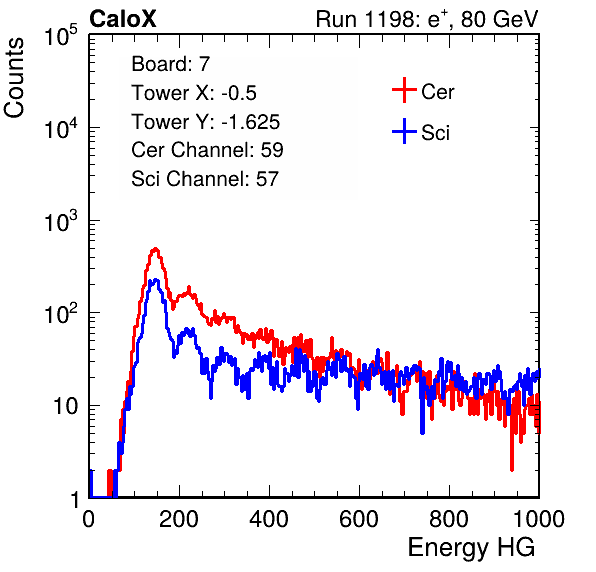 CaloX Run 1198: e⁺, 80 GeV
Counts
Board: 7
Tower X: -0.5
Tower Y: -1.625
Cer Channel: 59
Sci Channel: 57
Cer
Sci
10⁵
10⁴
10³
10²
10
1
0 200 400 600 800 1000
Energy HG